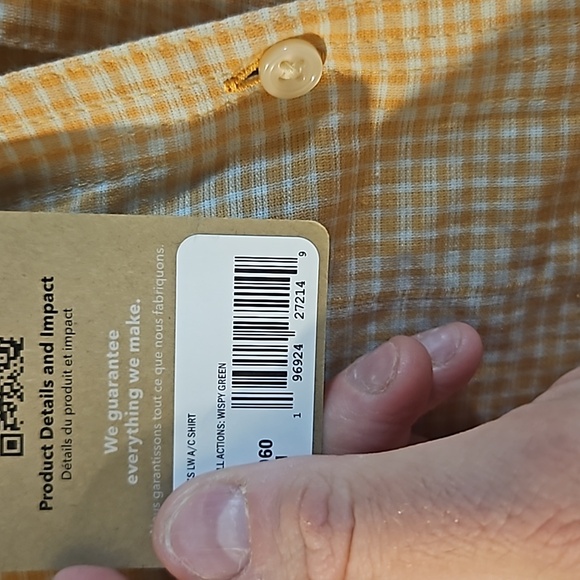 Product Details and Impact
Détails du produit et impact
We guarantee
everything we make.
garantissons tout ce que nous fabriquons.
LW A/C SHIRT
ACTIONS: WISPY GREEN
060
1 96924 27214 9